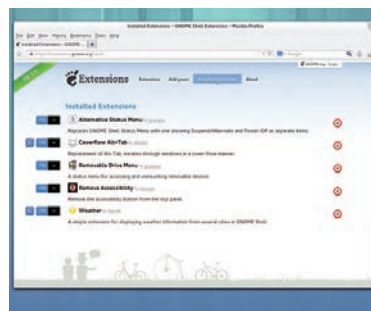 Installed Extensions - GNOME Shell Extensions - Mozilla Firefox
File Edit View History Bookmarks Tools Help
Installed Extensions - GNOME ...
Extensions
Extensions
Add yours
Installed extensions
About
Installed Extensions
Alternative Status Menu
Replaces GNOME Shell Status Menu with one showing Suspend/Hibernate and Power Off as separate items.
Coverflow Alt-Tab
Replacement of Alt-Tab, iterates through windows in a cover-flow manner.
Removable Drive Menu
A status menu for accessing and unmounting removable devices
Remove Accessibility
Remove the accessibility button from the top panel.
Weather
A simple extension for displaying weather information from several cities in GNOME Shell